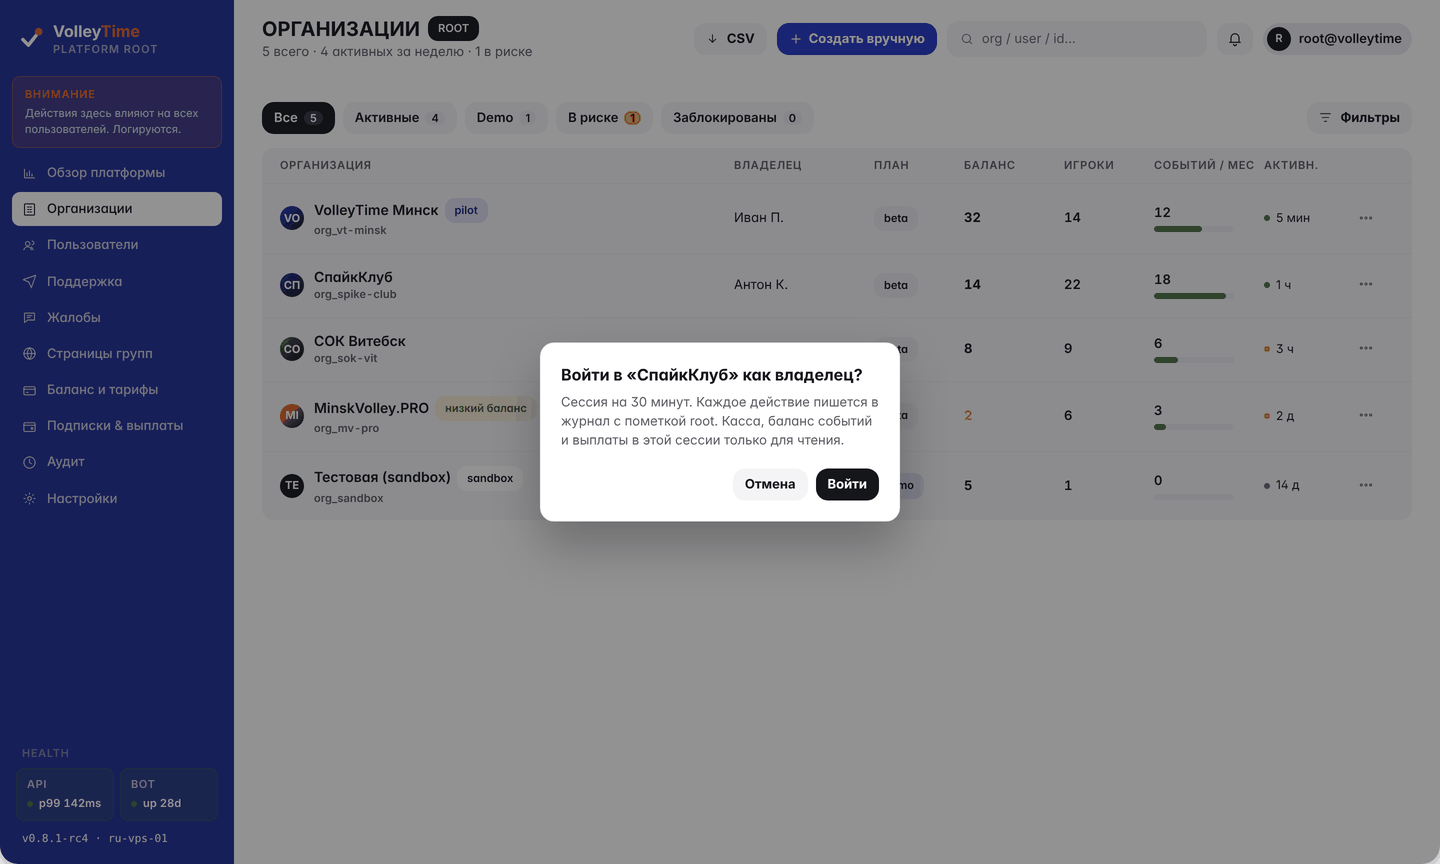 VolleyTime
PLATFORM ROOT
ВНИМАНИЕ
Действия здесь влияют на всех
пользователей. Логируются.
Обзор платформы
Организации
Пользователи
Поддержка
Жалобы
Страницы групп
Баланс и тарифы
Подписки & выплаты
Аудит
Настройки
HEALTH
API
p99 142ms
BOT
up 28d
v0.8.1-rc4 · ru-vps-01
ОРГАНИЗАЦИИ ROOT
5 всего · 4 активных за неделю · 1 в риске
CSV
Создать вручную
org / user / id...
R root@volleytime
Все 5
Активные 4
Demo 1
В риске 1
Заблокированы 0
Фильтры
ОРГАНИЗАЦИЯ ВЛАДЕЛЕЦ ПЛАН БАЛАНС ИГРОКИ СОБЫТИЙ / МЕС АКТИВН.
VO VolleyTime Минск pilot
org_vt-minsk
Иван П. beta 32 14 12 5 мин
СП СпайкКлуб
org_spike-club
Антон К. beta 14 22 18 1 ч
СО СОК Витебск
org_sok-vit
ta 8 9 6 3 ч
MI MinskVolley.PRO низкий баланс
org_mv-pro
ta 2 6 3 2 д
TE Тестовая (sandbox) sandbox
org_sandbox
mo 5 1 0 14 д
Войти в «СпайкКлуб» как владелец?
Сессия на 30 минут. Каждое действие пишется в
журнал с пометкой root. Касса, баланс событий
и выплаты в этой сессии только для чтения.
Отмена
Войти